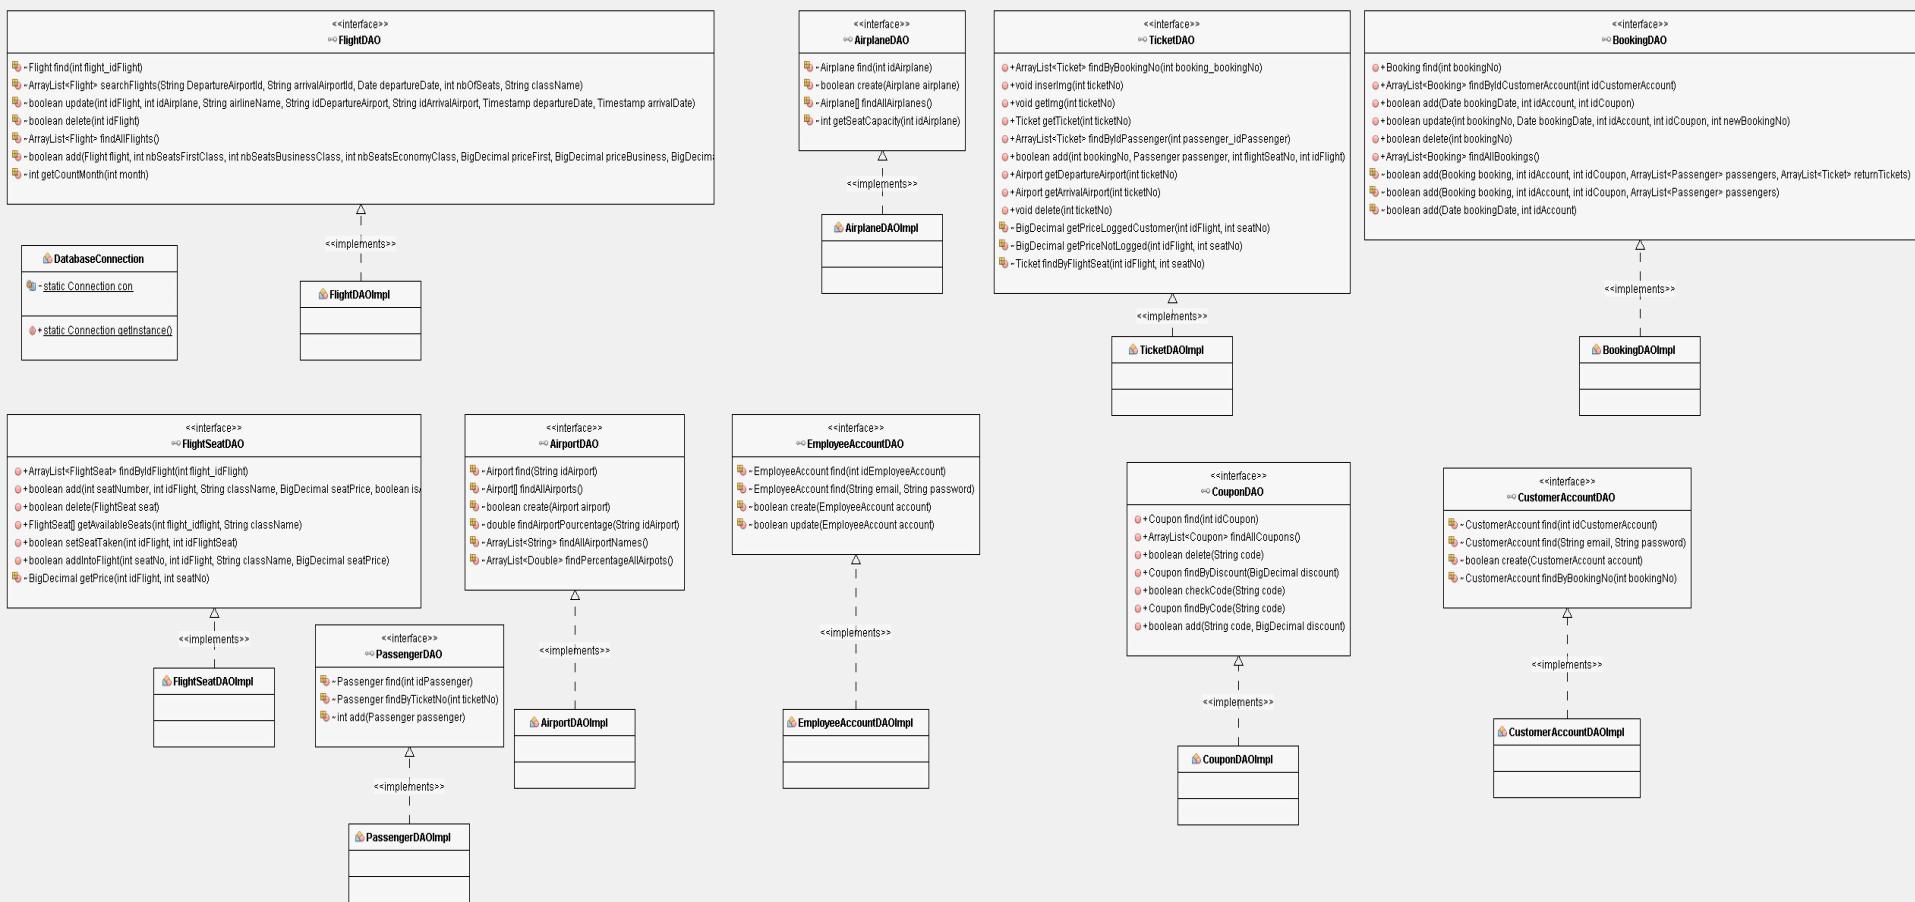 <<interface>>
FlightDAO
~Flight find(int flight_idFlight)
~ArrayList<Flight> searchFlights(String DepartureAirportId, String arrivalAirportId, Date departureDate, int nbOfSeats, String className)
~boolean update(int idFlight, int idAirplane, String airlineName, String idDepartureAirport, String idArrivalAirport, Timestamp departureDate, Timestamp arrivalDate)
~boolean delete(int idFlight)
~ArrayList<Flight> findAllFlights()
~boolean add(Flight flight, int nbSeatsFirstClass, int nbSeatsBusinessClass, int nbSeatsEconomyClass, BigDecimal priceFirst, BigDecimal priceBusiness, BigDecim
~int getCountMonth(int month)
<<implements>>
FlightDAOImpl
DatabaseConnection
~static Connection con
+static Connection getInstance()
<<interface>>
AirplaneDAO
~Airplane find(int idAirplane)
~boolean create(Airplane airplane)
~Airplane[] findAllAirplanes()
~int getSeatCapacity(int idAirplane)
<<implements>>
AirplaneDAOImpl
<<interface>>
TicketDAO
+ArrayList<Ticket> findByBookingNo(int booking_bookingNo)
+void inserImg(int ticketNo)
+void getImg(int ticketNo)
+Ticket getTicket(int ticketNo)
+ArrayList<Ticket> findByIdPassenger(int passenger_idPassenger)
+boolean add(int bookingNo, Passenger passenger, int flightSeatNo, int idFlight)
+Airport getDepartureAirport(int ticketNo)
+Airport getArrivalAirport(int ticketNo)
+void delete(int ticketNo)
~BigDecimal getPriceLoggedCustomer(int idFlight, int seatNo)
~BigDecimal getPriceNotLogged(int idFlight, int seatNo)
~Ticket findByFlightSeat(int idFlight, int seatNo)
<<implements>>
TicketDAOImpl
<<interface>>
BookingDAO
+Booking find(int bookingNo)
+ArrayList<Booking> findByIdCustomerAccount(int idCustomerAccount)
+boolean add(Date bookingDate, int idAccount, int idCoupon)
+boolean update(int bookingNo, Date bookingDate, int idAccount, int idCoupon, int newBookingNo)
+boolean delete(int bookingNo)
+ArrayList<Booking> findAllBookings()
~boolean add(Booking booking, int idAccount, int idCoupon, ArrayList<Passenger> passengers, ArrayList<Ticket> returnTickets)
~boolean add(Booking booking, int idAccount, int idCoupon, ArrayList<Passenger> passengers)
~boolean add(Date bookingDate, int idAccount)
<<implements>>
BookingDAOImpl
<<interface>>
FlightSeatDAO
+ArrayList<FlightSeat> findByIdFlight(int flight_idFlight)
+boolean add(int seatNumber, int idFlight, String className, BigDecimal seatPrice, boolean is
+boolean delete(FlightSeat seat)
+FlightSeat[] getAvailableSeats(int flight_idflight, String className)
+boolean setSeatTaken(int idFlight, int idFlightSeat)
+boolean addIntoFlight(int seatNo, int idFlight, String className, BigDecimal seatPrice)
~BigDecimal getPrice(int idFlight, int seatNo)
<<implements>>
FlightSeatDAOImpl
<<interface>>
PassengerDAO
~Passenger find(int idPassenger)
~Passenger findByTicketNo(int ticketNo)
~int add(Passenger passenger)
<<implements>>
PassengerDAOImpl
<<interface>>
AirportDAO
~Airport find(String idAirport)
~Airport[] findAllAirports()
~boolean create(Airport airport)
~double findAirportPourcentage(String idAirport)
~ArrayList<String> findAllAirportNames()
~ArrayList<Double> findPercentageAllAirpots()
<<implements>>
AirportDAOImpl
<<interface>>
EmployeeAccountDAO
~EmployeeAccount find(int idEmployeeAccount)
~EmployeeAccount find(String email, String password)
~boolean create(EmployeeAccount account)
~boolean update(EmployeeAccount account)
<<implements>>
EmployeeAccountDAOImpl
<<interface>>
CouponDAO
+Coupon find(int idCoupon)
+ArrayList<Coupon> findAllCoupons()
+boolean delete(String code)
+Coupon findByDiscount(BigDecimal discount)
+boolean checkCode(String code)
+Coupon findByCode(String code)
+boolean add(String code, BigDecimal discount)
<<implements>>
CouponDAOImpl
<<interface>>
CustomerAccountDAO
~CustomerAccount find(int idCustomerAccount)
~CustomerAccount find(String email, String password)
~boolean create(CustomerAccount account)
~CustomerAccount findByBookingNo(int bookingNo)
<<implements>>
CustomerAccountDAOImpl